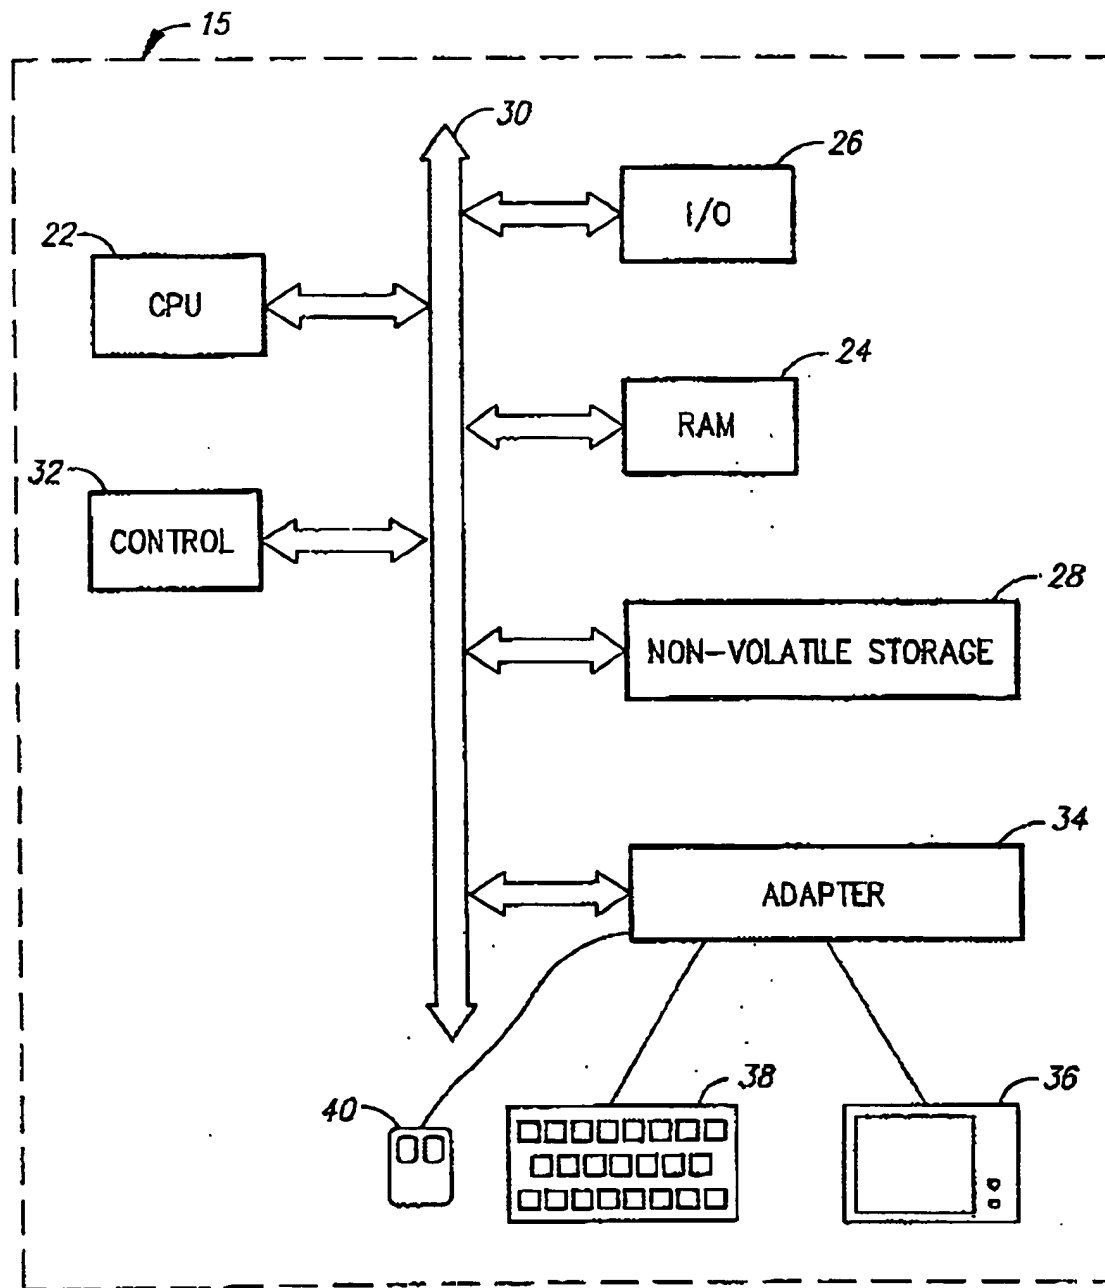 15
30
26
I/O
22
CPU
24
RAM
32
CONTROL
28
NON-VOLATILE STORAGE
34
ADAPTER
38
36
40